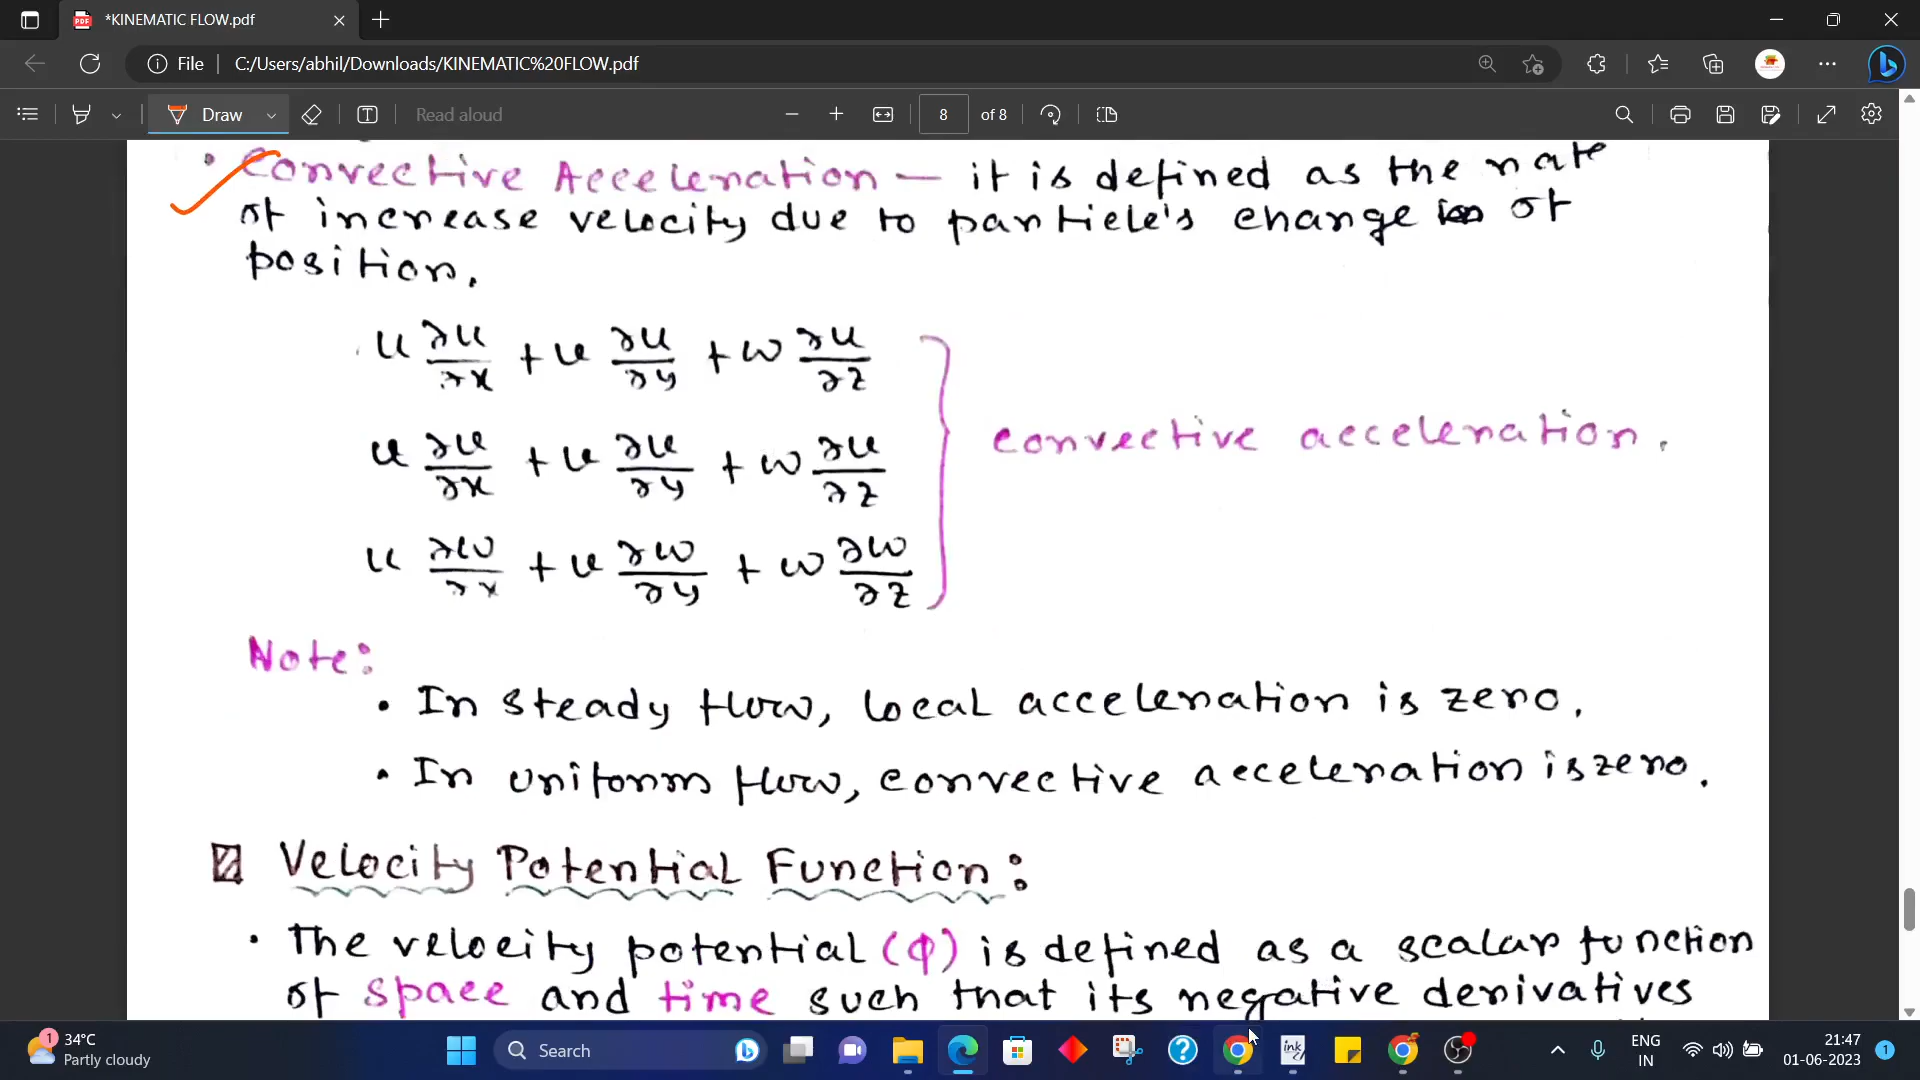 *KINEMATIC FLOW.pdf
File C:/Users/abhil/Downloads/KINEMATIC%20FLOW.pdf
Draw Read aloud 8 of 8
• Convective Acceleration — it is defined as the rate
of increase velocity due to particle's change of
position.
u ∂u/∂x + v ∂u/∂y + w ∂u/∂z
u ∂v/∂x + v ∂v/∂y + w ∂v/∂z
convective acceleration.
u ∂w/∂x + v ∂w/∂y + w ∂w/∂z
Note:
• In steady flow, local acceleration is zero.
• In uniform flow, convective acceleration is zero.
Velocity Potential Function:
• The velocity potential (φ) is defined as a scalar function
of space and time such that its negative derivatives
1
34°C
Partly cloudy
Search
ink
ENG
IN
21:47
01-06-2023
1